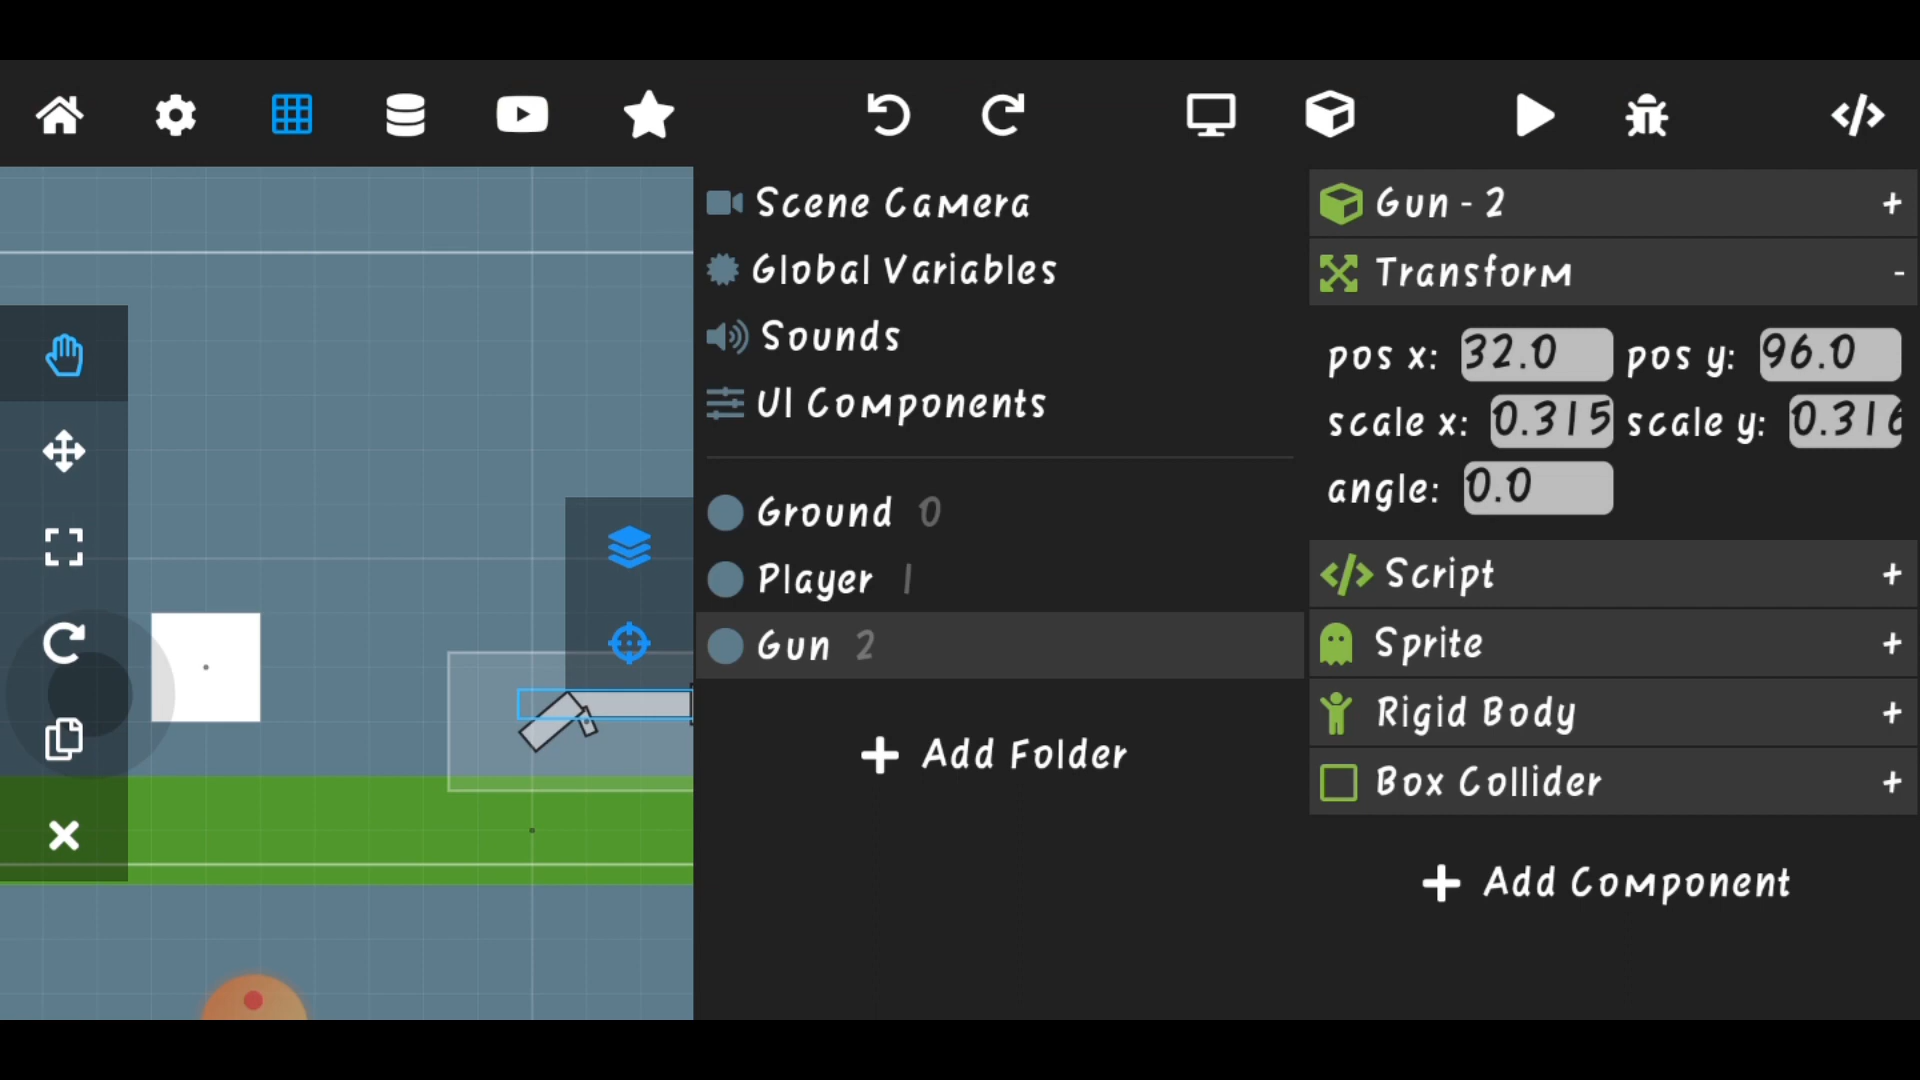 Scene Camera
Global Variables
Sounds
UI Components
Ground 0
Player 1
Gun 2
Add Folder
Gun - 2 +
Transform -
pos x: 32.0 pos y: 96.0
scale x: 0.315 scale y: 0.316
angle: 0.0
Script +
Sprite +
Rigid Body +
Box Collider +
Add Component